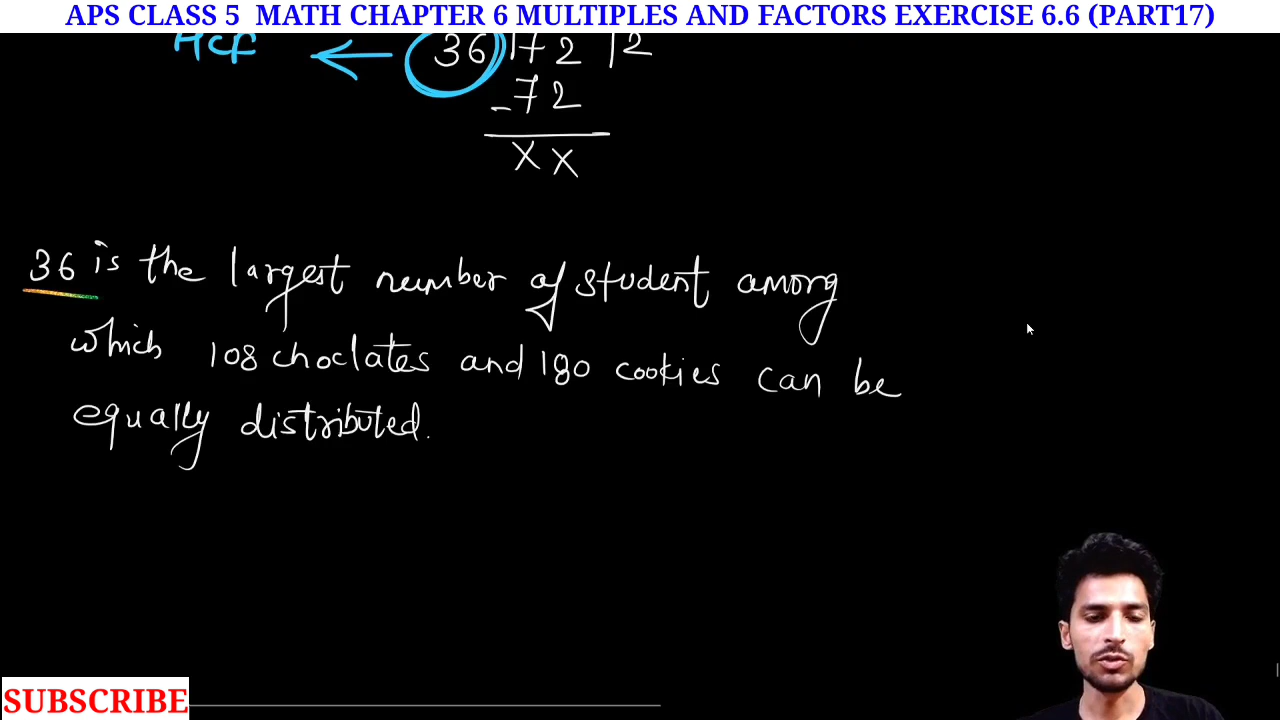 APS CLASS 5 MATH CHAPTER 6 MULTIPLES AND FACTORS EXERCISE 6.6 (PART17)
HCF ← 36 72 2
-72
X X
36 is the largest number of student among
which 108 choclates and 180 cookies can be
equally distributed.
SUBSCRIBE